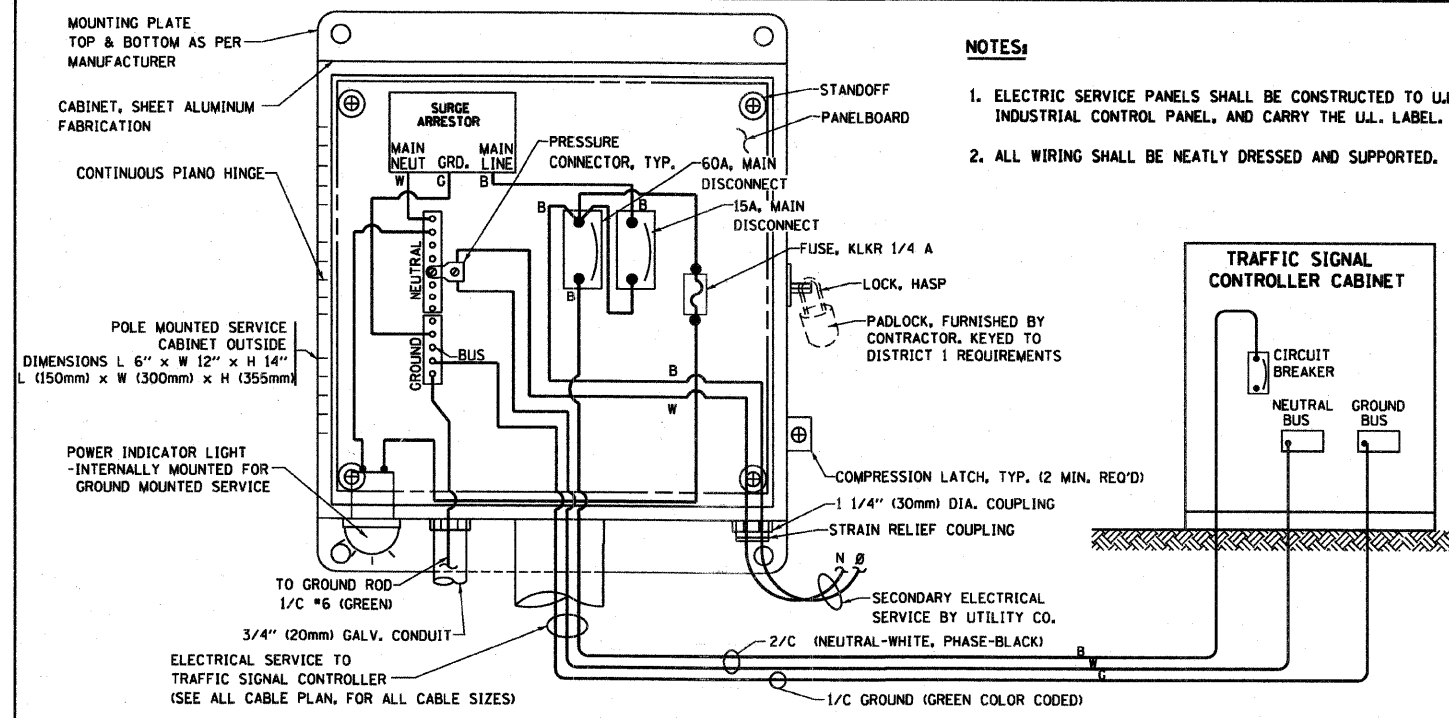 MOUNTING PLATE
TOP & BOTTOM AS PER
MANUFACTURER
CABINET, SHEET ALUMINUM
FABRICATION
CONTINUOUS PIANO HINGE
POLE MOUNTED SERVICE
CABINET OUTSIDE
DIMENSIONS L 6" x W 12" x H 14"
L (150mm) x W (300mm) x H (355mm)
POWER INDICATOR LIGHT
-INTERNALLY MOUNTED FOR
GROUND MOUNTED SERVICE
TO GROUND ROD
1/C #6 (GREEN)
3/4" (20mm) GALV. CONDUIT
ELECTRICAL SERVICE TO
TRAFFIC SIGNAL CONTROLLER
(SEE ALL CABLE PLAN, FOR ALL CABLE SIZES)
SURGE
ARRESTOR
MAIN
NEUT
GRD.
MAIN
LINE
W
G
B
PRESSURE
CONNECTOR, TYP.
NEUTRAL
GROUND
BUS
B
B
B
B
W
60A, MAIN
DISCONNECT
15A, MAIN
DISCONNECT
STANDOFF
PANELBOARD
FUSE, KLKR 1/4 A
LOCK, HASP
PADLOCK, FURNISHED BY
CONTRACTOR. KEYED TO
DISTRICT 1 REQUIREMENTS
COMPRESSION LATCH, TYP. (2 MIN. REQ'D)
1 1/4" (30mm) DIA. COUPLING
STRAIN RELIEF COUPLING
N Ø
SECONDARY ELECTRICAL
SERVICE BY UTILITY CO.
2/C (NEUTRAL-WHITE, PHASE-BLACK)
B
W
G
1/C GROUND (GREEN COLOR CODED)
NOTES:
1. ELECTRIC SERVICE PANELS SHALL BE CONSTRUCTED TO U.L
INDUSTRIAL CONTROL PANEL, AND CARRY THE U.L. LABEL.
2. ALL WIRING SHALL BE NEATLY DRESSED AND SUPPORTED.
TRAFFIC SIGNAL
CONTROLLER CABINET
CIRCUIT
BREAKER
NEUTRAL
BUS
GROUND
BUS